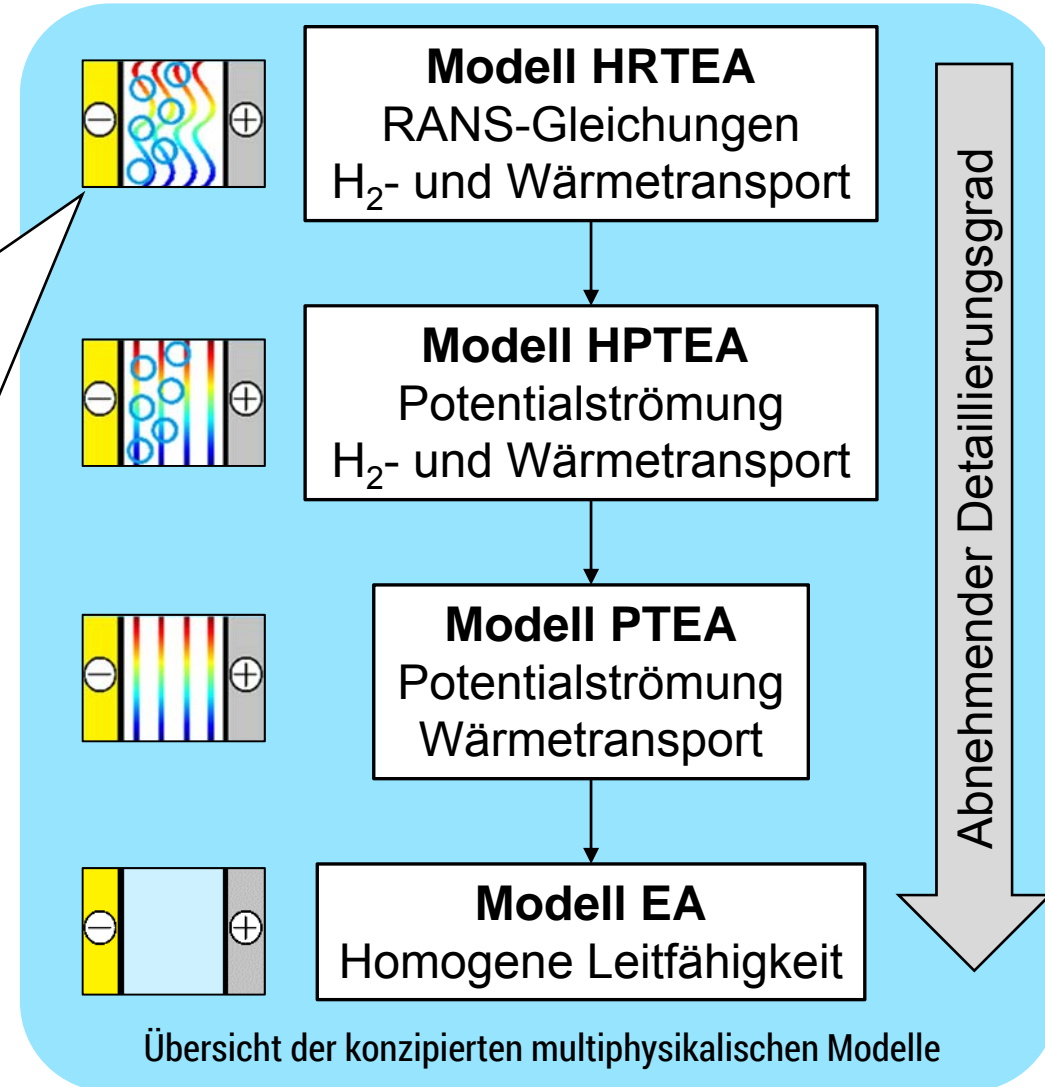 Modell HRTEA
RANS-Gleichungen
H₂- und Wärmetransport
Modell HPTEA
Potentialströmung
H₂- und Wärmetransport
Modell PTEA
Potentialströmung
Wärmetransport
Modell EA
Homogene Leitfähigkeit
Abnehmender Detaillierungsgrad
Übersicht der konzipierten multiphysikalischen Modelle